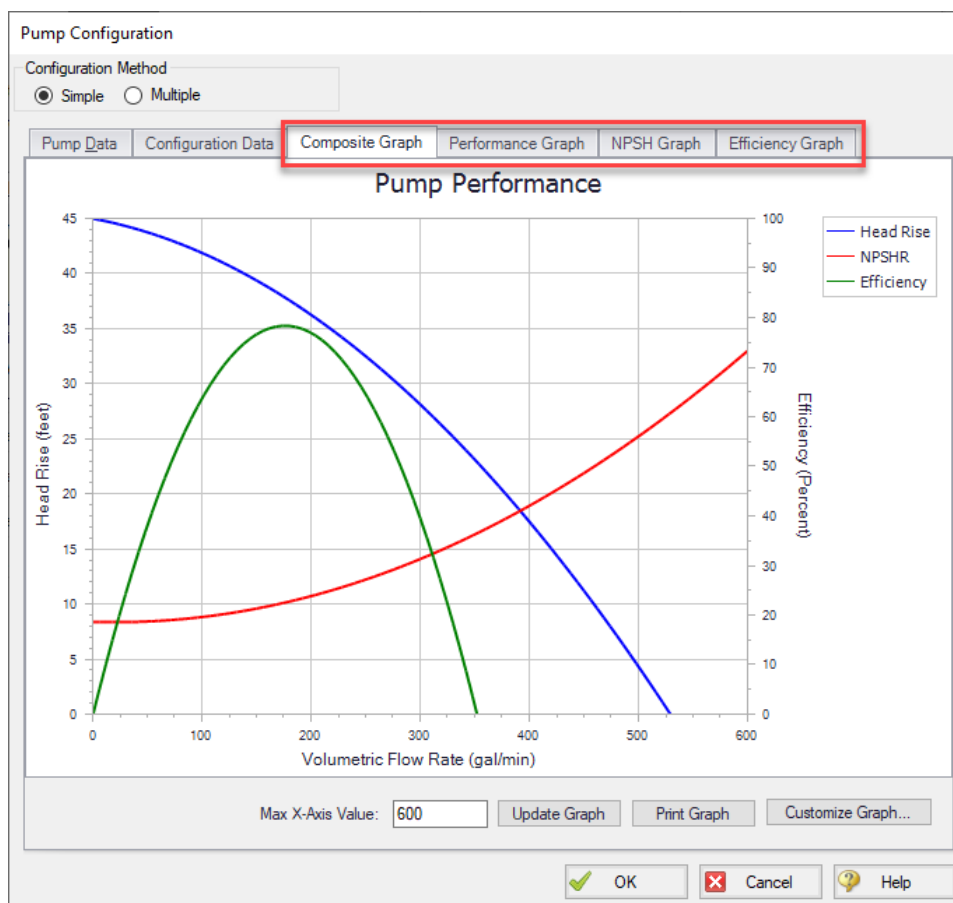 Pump Configuration
Configuration Method
Simple Multiple
Pump Data Configuration Data Composite Graph Performance Graph NPSH Graph Efficiency Graph
Pump Performance
Head Rise
NPSHR
Efficiency
Head Rise (feet)
45
40
35
30
25
20
15
10
5
0
100
90
80
70
60
50
40
30
20
10
0
Efficiency (Percent)
0 100 200 300 400 500 600
Volumetric Flow Rate (gal/min)
Max X-Axis Value: 600 Update Graph Print Graph Customize Graph...
OK Cancel Help